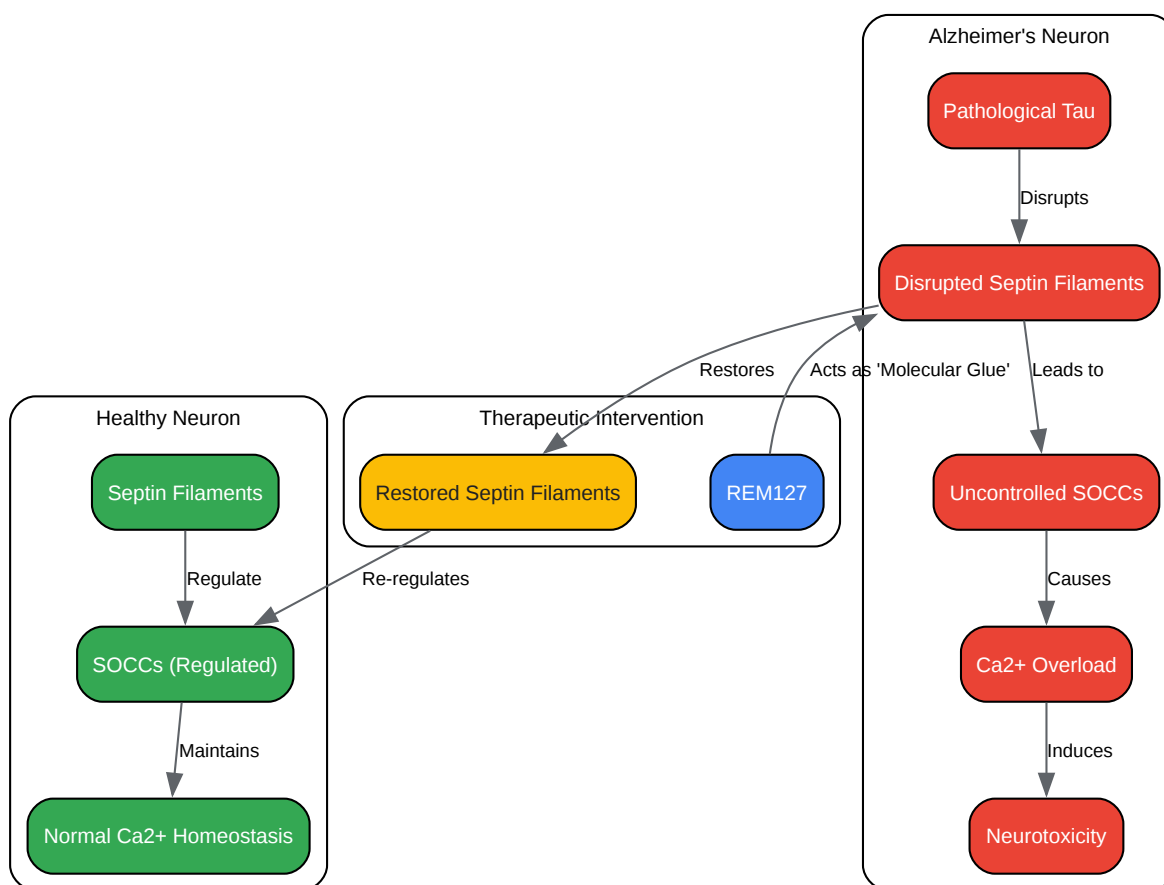 Alzheimer's Neuron
Pathological Tau
Disrupts
Disrupted Septin Filaments
Restores
Acts as 'Molecular Glue'
Leads to
Healthy Neuron
Therapeutic Intervention
Septin Filaments
Restored Septin Filaments
REM127
Uncontrolled SOCCs
Regulate
Re-regulates
Causes
SOCCs (Regulated)
Ca2+ Overload
Maintains
Induces
Normal Ca2+ Homeostasis
Neurotoxicity